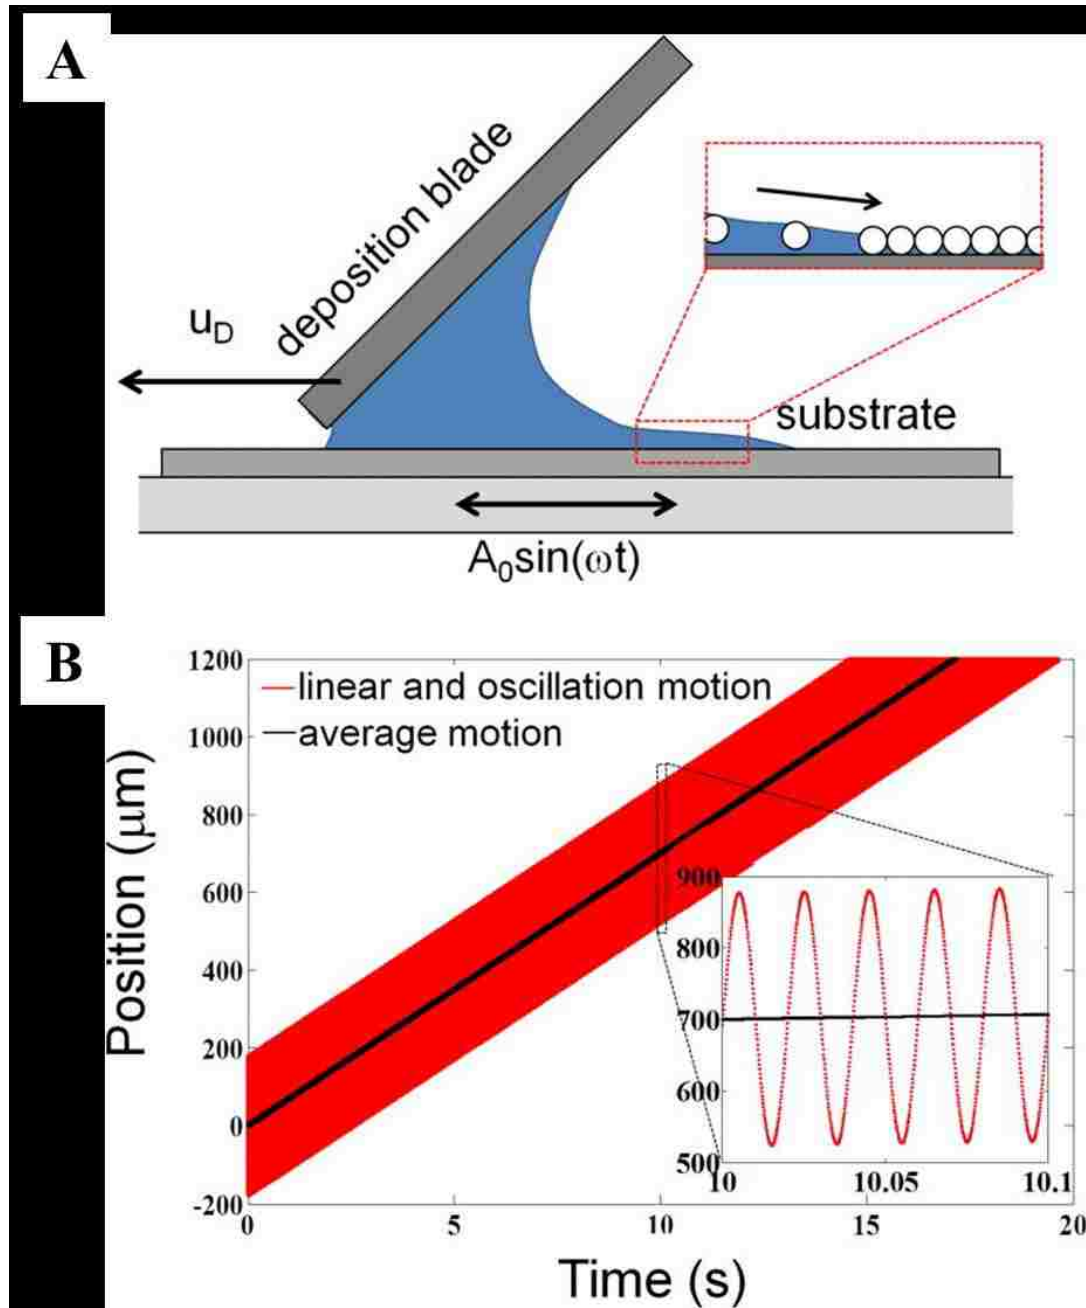 A
deposition blade
u_D
substrate
A₀sin(ωt)
B
1200
linear and oscillation motion
average motion
1000
800
600
400
200
0
-200
Position (μm)
900
800
700
600
500
10
10.05
10.1
0
5
10
15
20
Time (s)